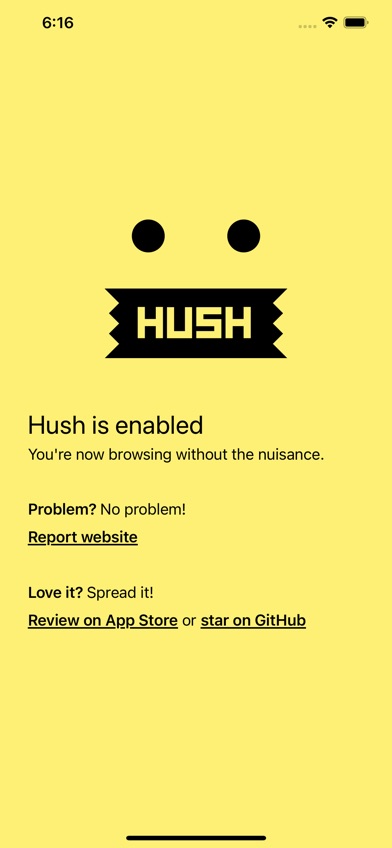 6:16
HUSH
Hush is enabled
You're now browsing without the nuisance.
Problem? No problem!
Report website
Love it? Spread it!
Review on App Store or star on GitHub